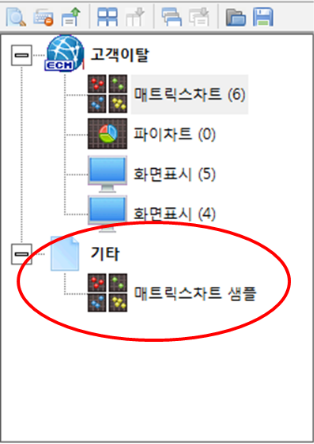 ECM
고객이탈
매트릭스차트 (6)
파이차트 (0)
화면표시 (5)
화면표시 (4)
기타
매트릭스차트 샘플